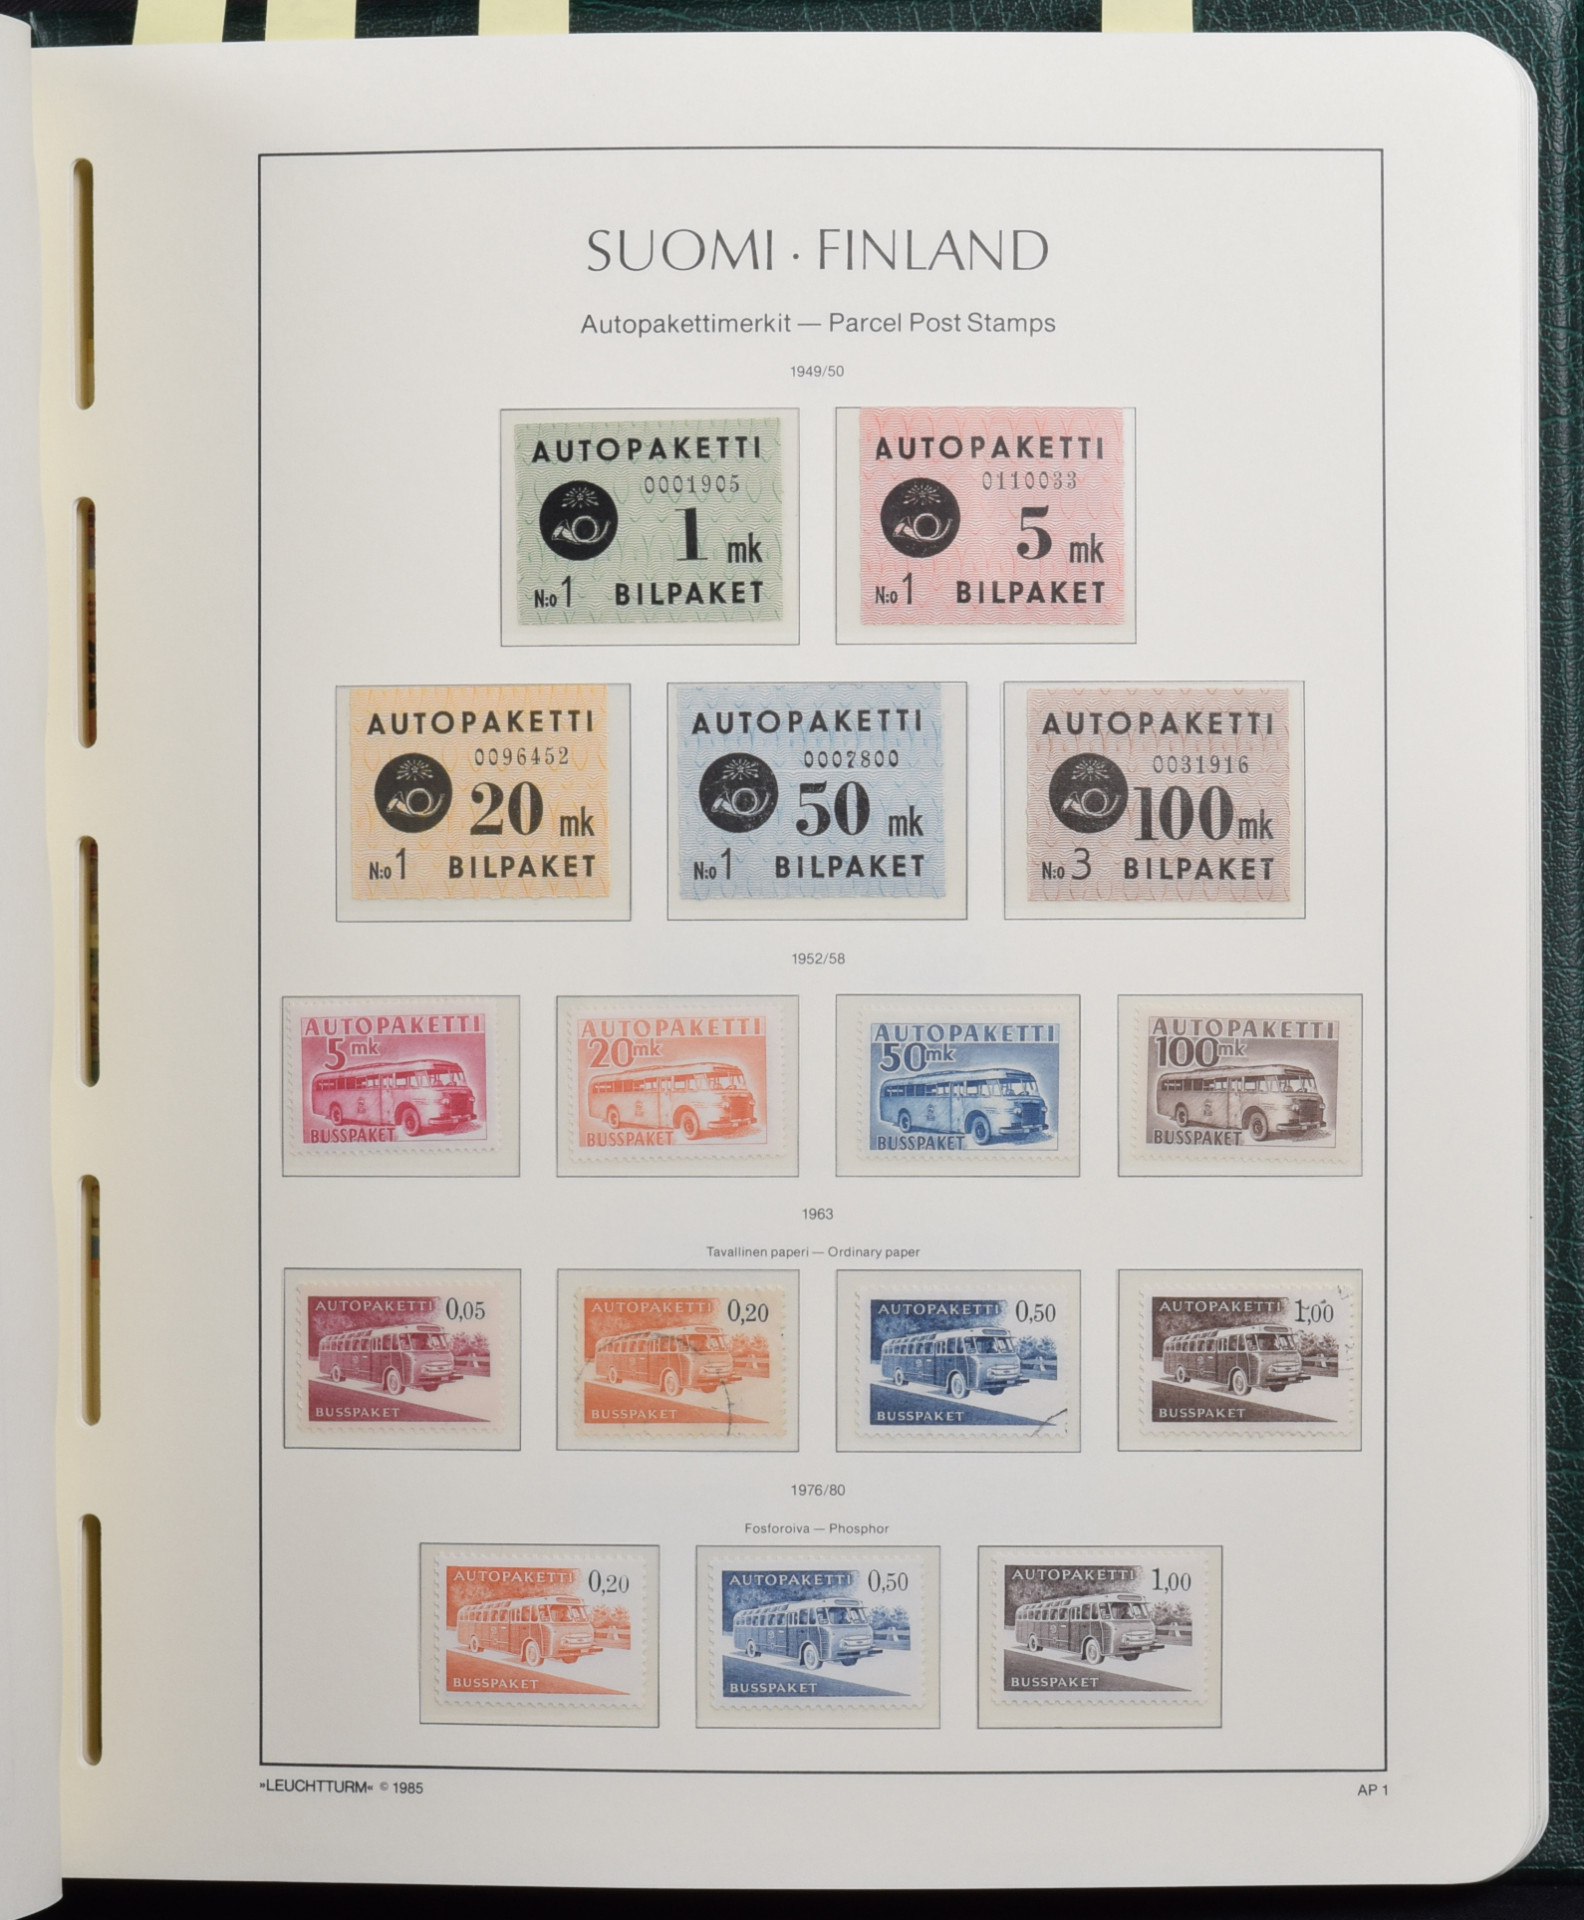 SUOMI · FINLAND
Autopakettimerkit — Parcel Post Stamps
1949/50
AUTOPAKETTI
0001905
1 mk
N:o 1 BILPAKET
AUTOPAKETTI
0110033
5 mk
N:o 1 BILPAKET
AUTOPAKETTI
0096452
20 mk
N:o 1 BILPAKET
AUTOPAKETTI
0007800
50 mk
N:o 1 BILPAKET
AUTOPAKETTI
0031916
100 mk
N:o 3 BILPAKET
1952/58
AUTOPAKETTI
5 mk
BUSSPAKET
AUTOPAKETTI
20 mk
BUSSPAKET
AUTOPAKETTI
50 mk
BUSSPAKET
AUTOPAKETTI
100 mk
BUSSPAKET
1963
Tavallinen paperi — Ordinary paper
AUTOPAKETTI 0,05
BUSSPAKET
AUTOPAKETTI 0,20
BUSSPAKET
AUTOPAKETTI 0,50
BUSSPAKET
AUTOPAKETTI 1,00
BUSSPAKET
1976/80
Fosforoiva — Phosphor
AUTOPAKETTI 0,20
BUSSPAKET
AUTOPAKETTI 0,50
BUSSPAKET
AUTOPAKETTI 1,00
BUSSPAKET
»LEUCHTTURM« © 1985
AP 1